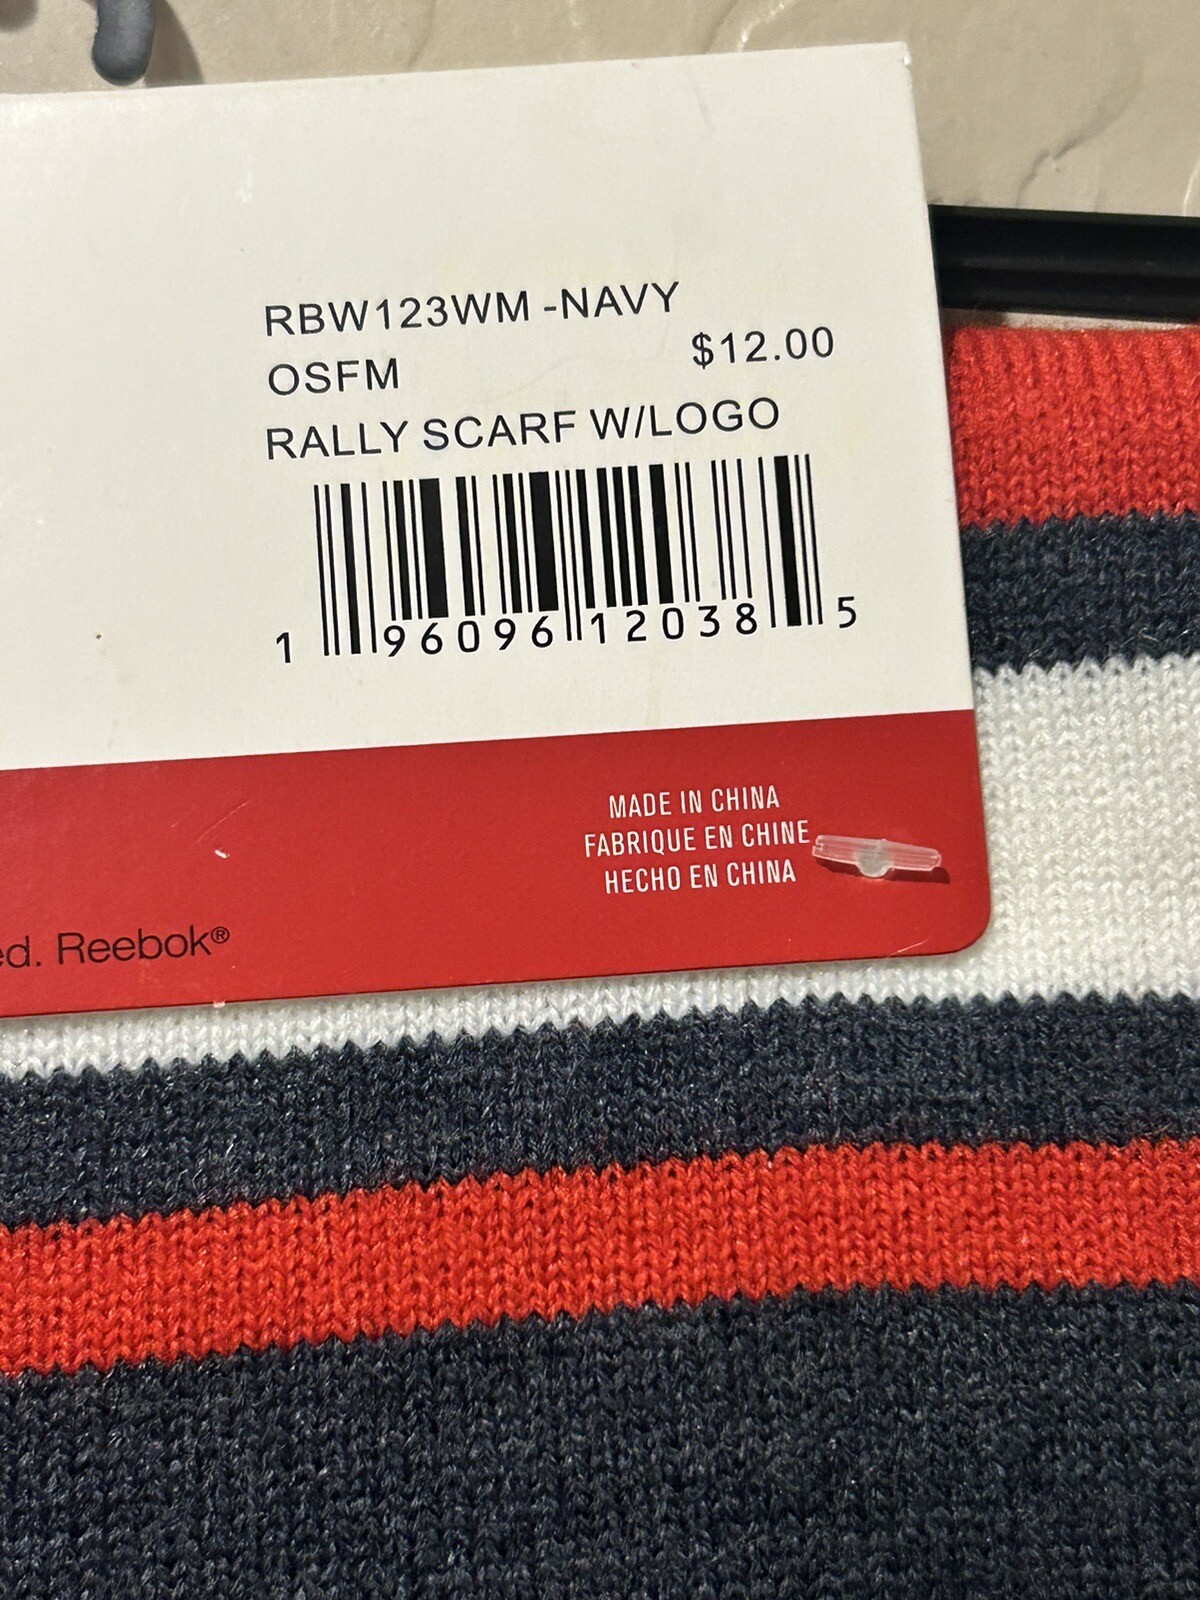 RBW123WM -NAVY
OSFM $12.00
RALLY SCARF W/LOGO
1 96096 12038 5
MADE IN CHINA
FABRIQUE EN CHINE
HECHO EN CHINA
ed. Reebok®